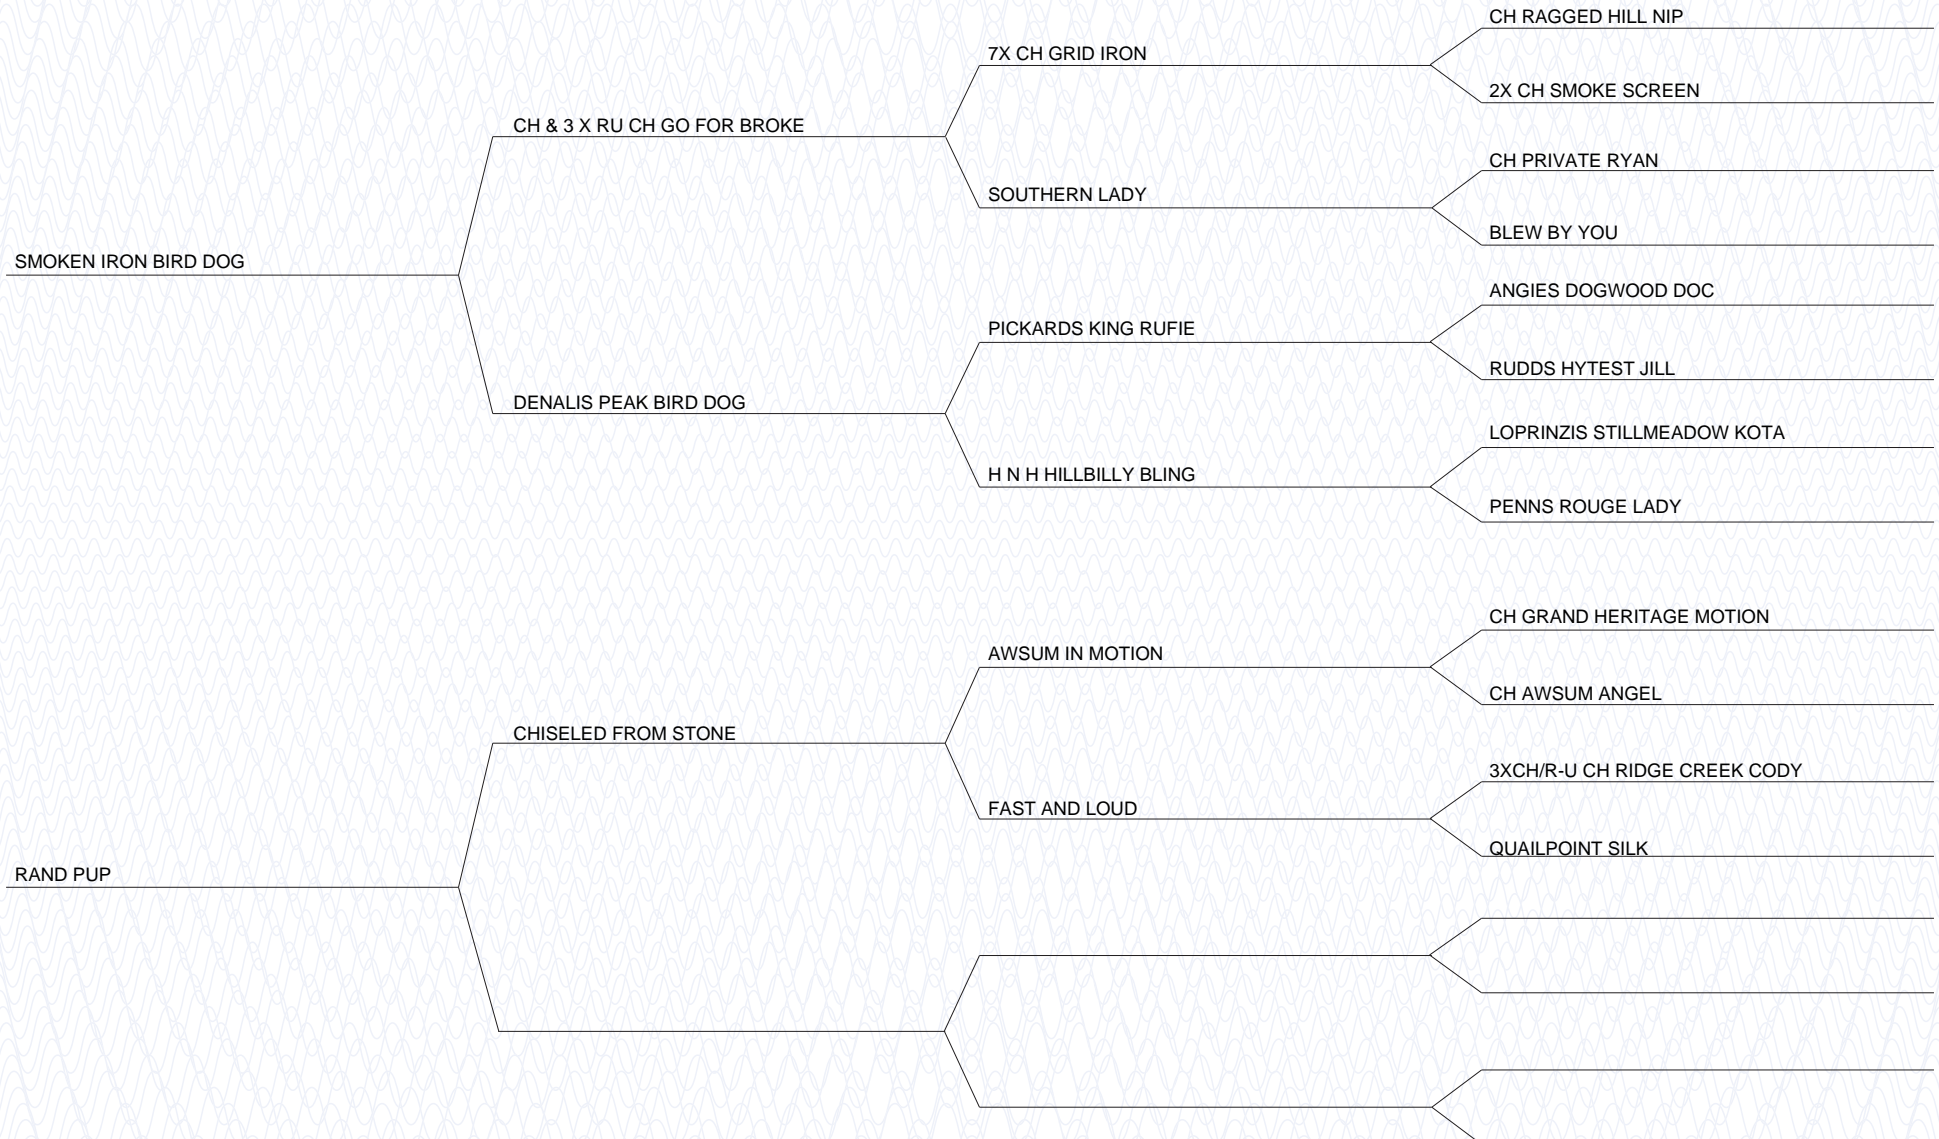 CH RAGGED HILL NIP
7X CH GRID IRON
2X CH SMOKE SCREEN
CH & 3 X RU CH GO FOR BROKE
CH PRIVATE RYAN
SOUTHERN LADY
BLEW BY YOU
SMOKEN IRON BIRD DOG
ANGIES DOGWOOD DOC
PICKARDS KING RUFIE
RUDDS HYTEST JILL
DENALIS PEAK BIRD DOG
LOPRINZIS STILLMEADOW KOTA
H N H HILLBILLY BLING
PENNS ROUGE LADY
CH GRAND HERITAGE MOTION
AWSUM IN MOTION
CH AWSUM ANGEL
CHISELED FROM STONE
3XCH/R-U CH RIDGE CREEK CODY
FAST AND LOUD
QUAILPOINT SILK
RAND PUP